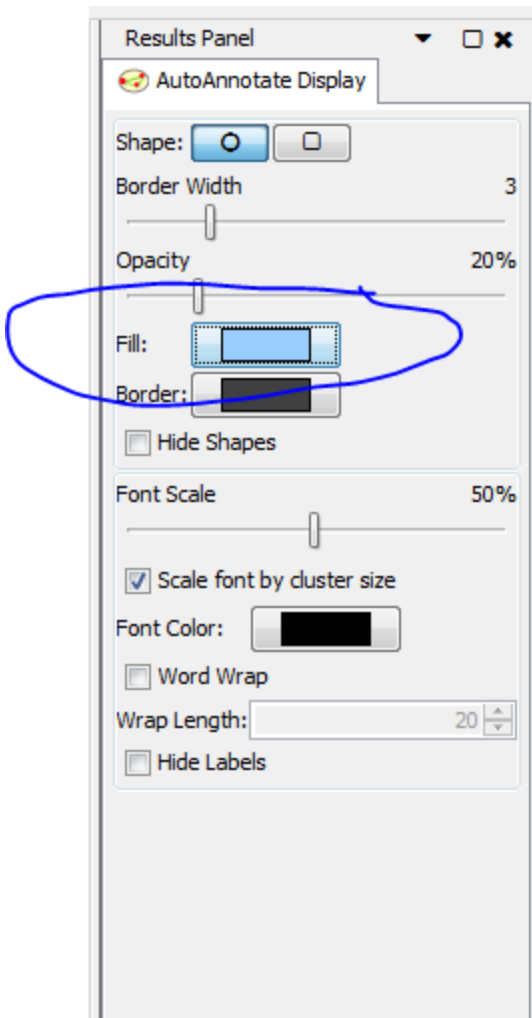 Results Panel
AutoAnnotate Display
Shape:
Border Width 3
Opacity 20%
Fill:
Border:
Hide Shapes
Font Scale 50%
Scale font by cluster size
Font Color:
Word Wrap
Wrap Length: 20
Hide Labels